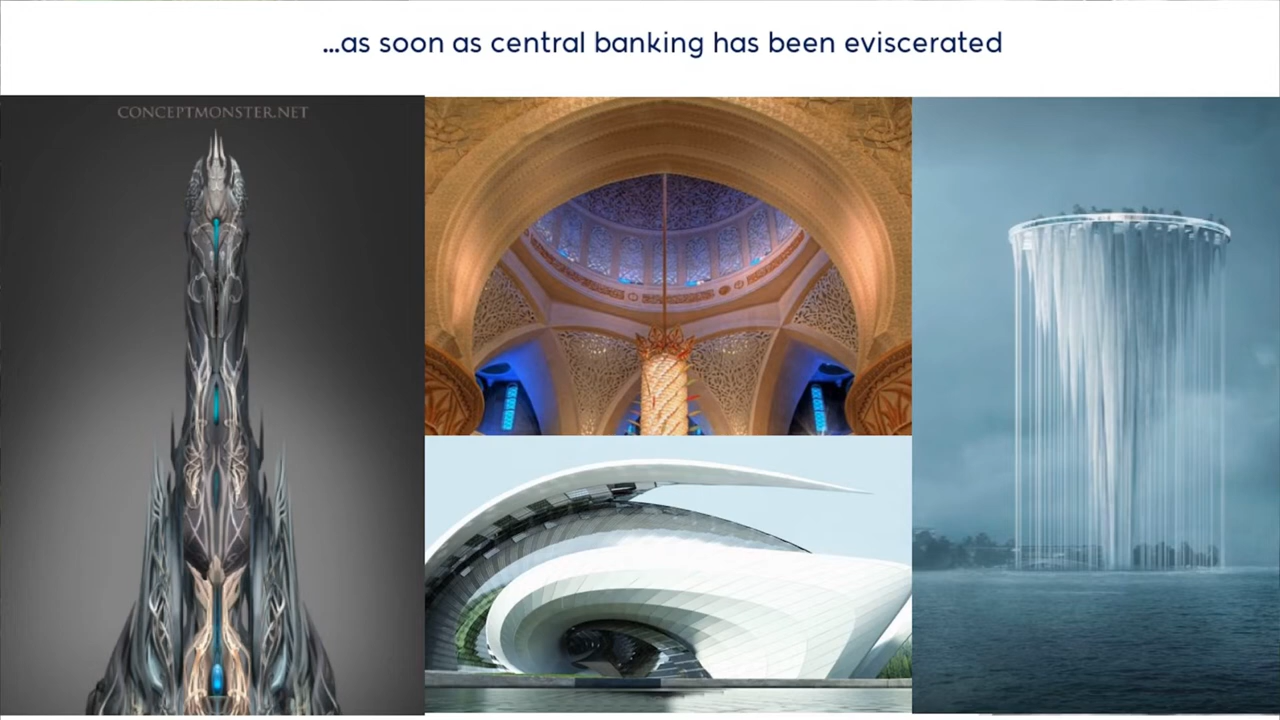 ...as soon as central banking has been eviscerated
CONCEPTMONSTER.NET